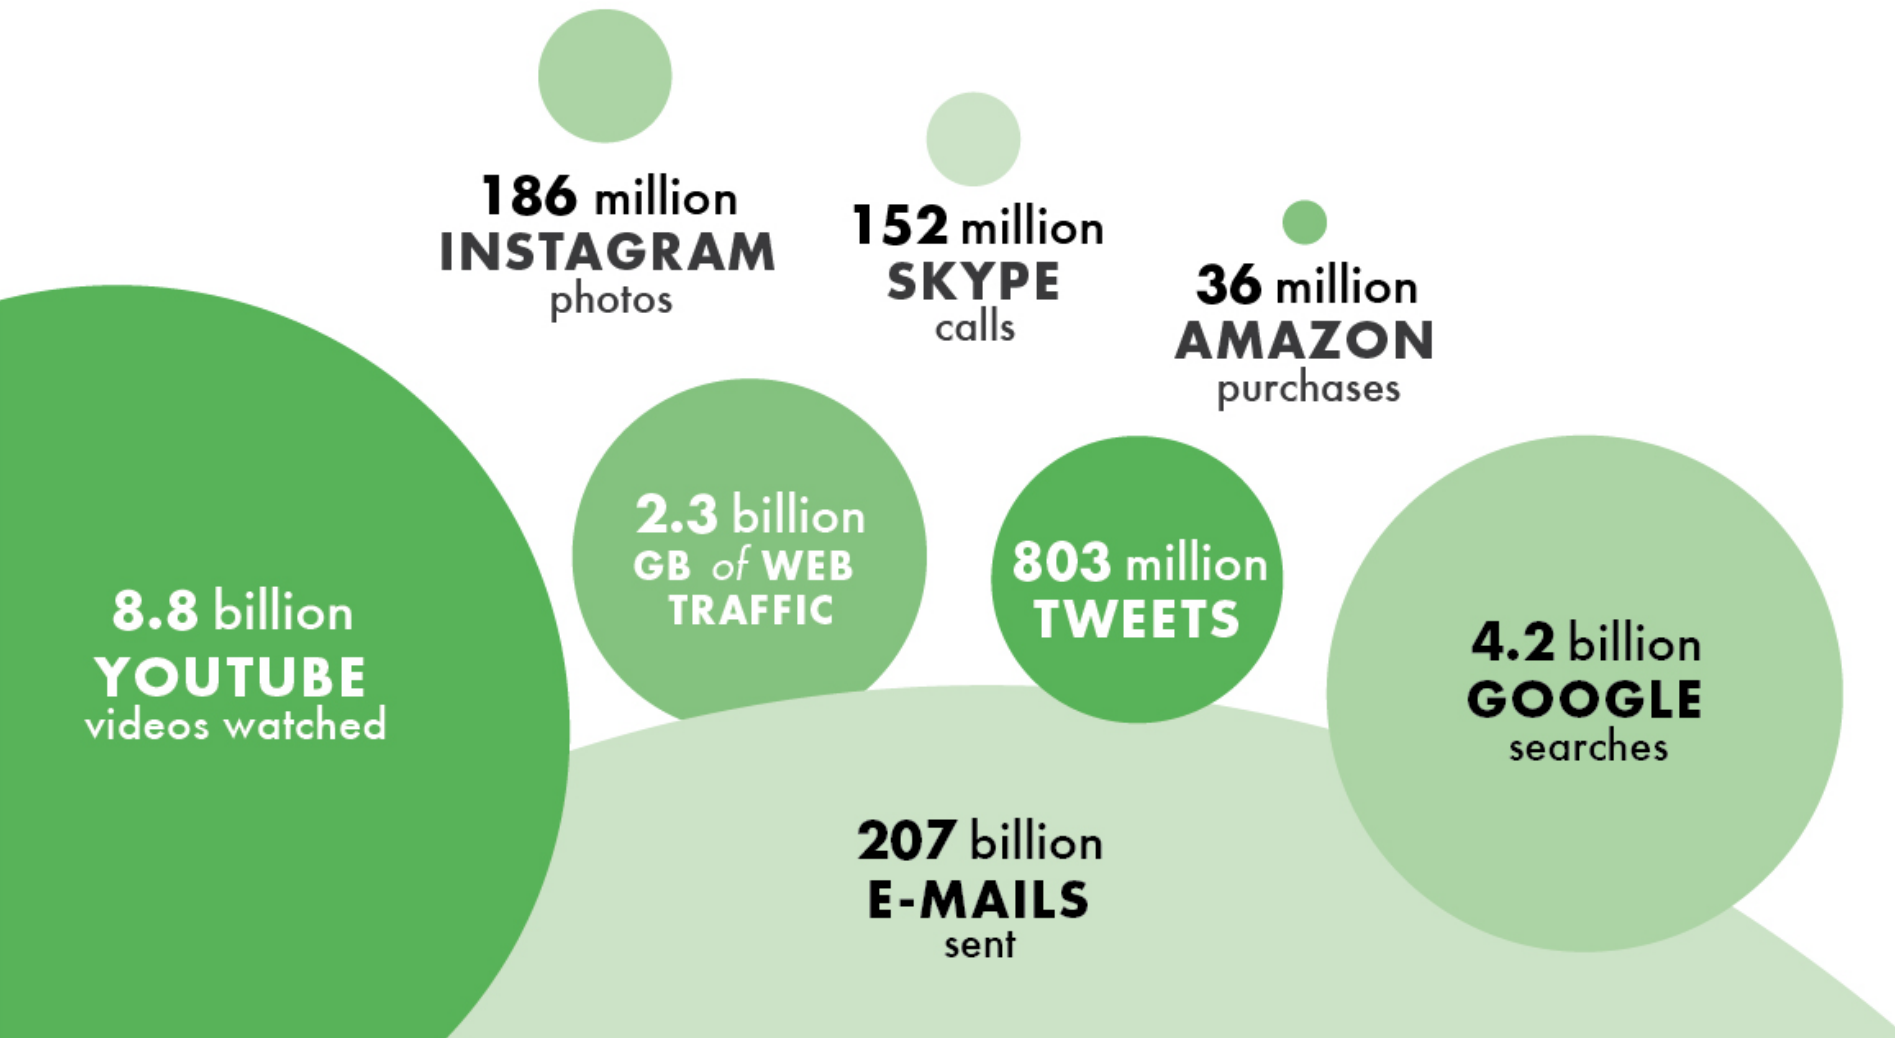 186 million
INSTAGRAM
photos
152 million
SKYPE
calls
36 million
AMAZON
purchases
8.8 billion
YOUTUBE
videos watched
2.3 billion
GB of WEB
TRAFFIC
803 million
TWEETS
4.2 billion
GOOGLE
searches
207 billion
E-MAILS
sent